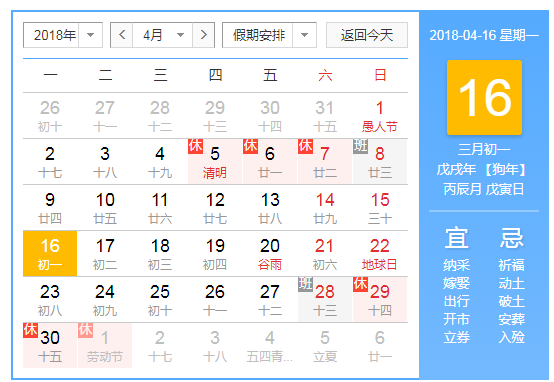 2018年 4月 假期安排 返回今天
一 二 三 四 五 六 日
26 27 28 29 30 31 1
初十 十一 十二 十三 十四 十五 愚人节
2 3 4 休 5 休 6 休 7 班 8
十七 十八 十九 清明 廿一 廿二 廿三
9 10 11 12 13 14 15
廿四 廿五 廿六 廿七 廿八 廿九 三十
16 17 18 19 20 21 22
初一 初二 初三 初四 谷雨 初六 地球日
23 24 25 26 27 班 28 休 29
初八 初九 初十 十一 十二 十三 十四
休 30 休 1 2 3 4 5 6
十五 劳动节 十七 十八 五四青... 立夏 廿一
2018-04-16 星期一
16
三月初一
戊戌年 【狗年】
丙辰月 戊寅日
宜 忌
纳采 祈福
嫁娶 动土
出行 破土
开市 安葬
立券 入殓